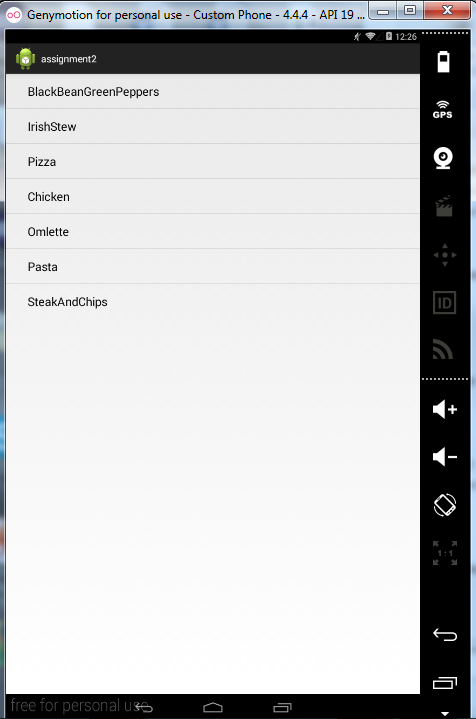 Genymotion for personal use - Custom Phone - 4.4.4 - API 19 ...
12:26
assignment2
GPS
BlackBeanGreenPeppers
IrishStew
Pizza
Chicken
Omlette
Pasta
SteakAndChips
ID
1:1
free for personal use